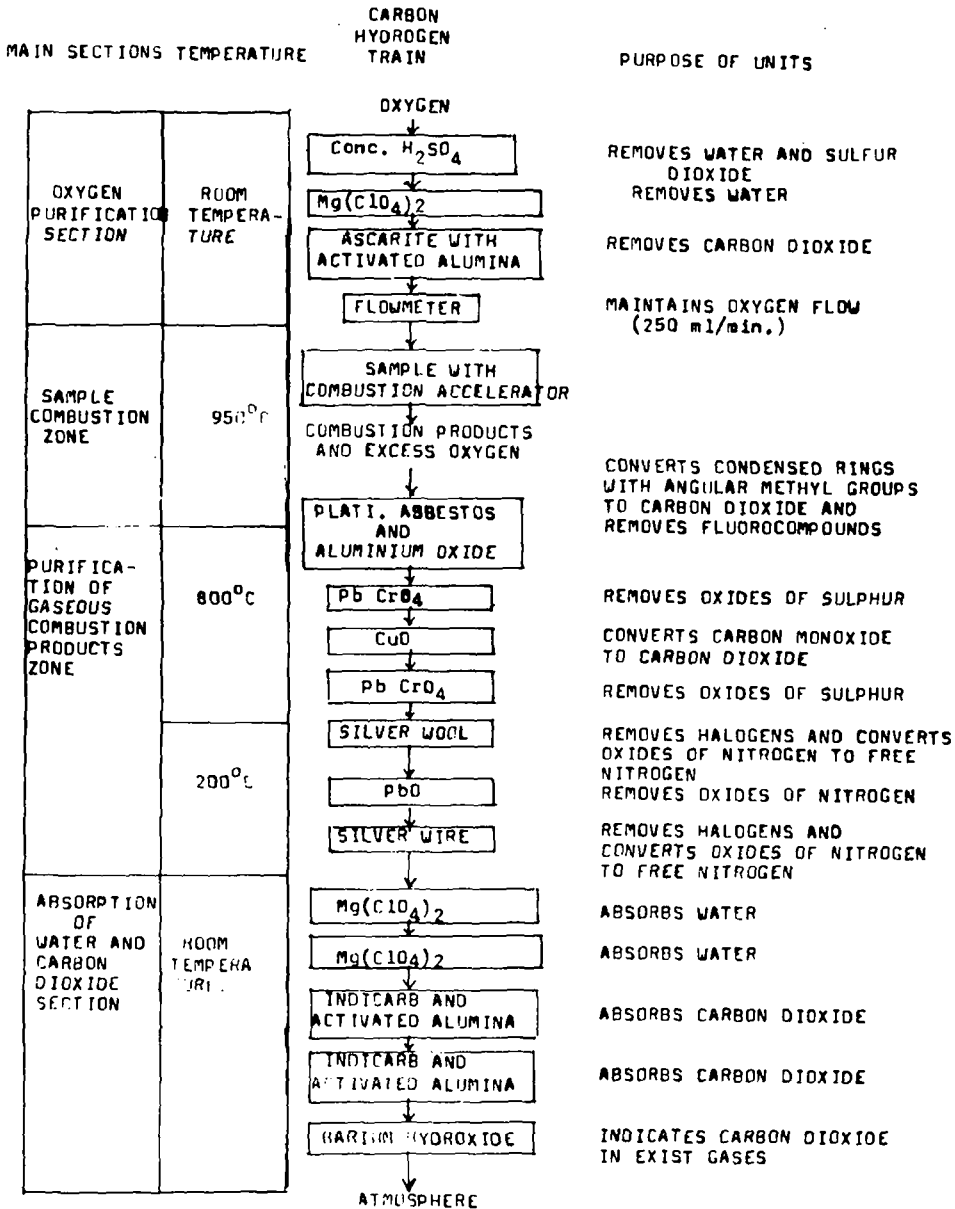 CARBON
HYDROGEN
TRAIN
MAIN SECTIONS TEMPERATURE
PURPOSE OF UNITS
OXYGEN
Conc. H2SO4
REMOVES WATER AND SULFUR
DIOXIDE
OXYGEN
PURIFICATION
SECTION
ROOM
TEMPERA-
TURE
Mg(ClO4)2
REMOVES WATER
ASCARITE WITH
ACTIVATED ALUMINA
REMOVES CARBON DIOXIDE
FLOWMETER
MAINTAINS OXYGEN FLOW
(250 ml/min.)
SAMPLE
COMBUSTION
ZONE
SAMPLE WITH
COMBUSTION ACCELERATOR
COMBUSTION PRODUCTS
AND EXCESS OXYGEN
PLATI. ASBESTOS
AND
ALUMINIUM OXIDE
CONVERTS CONDENSED RINGS
WITH ANGULAR METHYL GROUPS
TO CARBON DIOXIDE AND
REMOVES FLUOROCOMPOUNDS
PURIFICA-
TION OF
GASEOUS
COMBUSTION
PRODUCTS
ZONE
Pb CrO4
REMOVES OXIDES OF SULPHUR
CuO
CONVERTS CARBON MONOXIDE
TO CARBON DIOXIDE
Pb CrO4
REMOVES OXIDES OF SULPHUR
SILVER WOOL
REMOVES HALOGENS AND CONVERTS
OXIDES OF NITROGEN TO FREE
NITROGEN
PbO
REMOVES OXIDES OF NITROGEN
SILVER WIRE
REMOVES HALOGENS AND
CONVERTS OXIDES OF NITROGEN
TO FREE NITROGEN
ABSORPTION
OF
WATER AND
CARBON
DIOXIDE
SECTION
ROOM
TEMPERA
Mg(ClO4)2
ABSORBS WATER
Mg(ClO4)2
ABSORBS WATER
INDICARB AND
ACTIVATED ALUMINA
ABSORBS CARBON DIOXIDE
INDICARB AND
ACTIVATED ALUMINA
ABSORBS CARBON DIOXIDE
BARIUM HYDROXIDE
INDICATES CARBON DIOXIDE
IN EXIST GASES
ATMOSPHERE